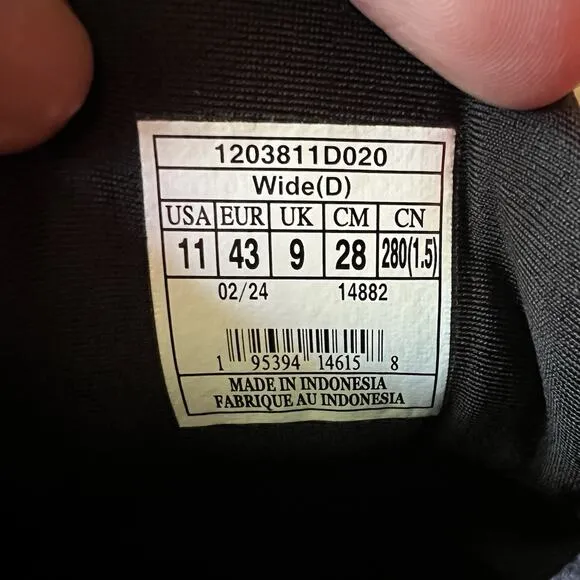 1203811D020
Wide(D)
USA EUR UK CM CN
11 43 9 28 280(1.5)
02/24 14882
1 95394 14615 8
MADE IN INDONESIA
FABRIQUE AU INDONESIA